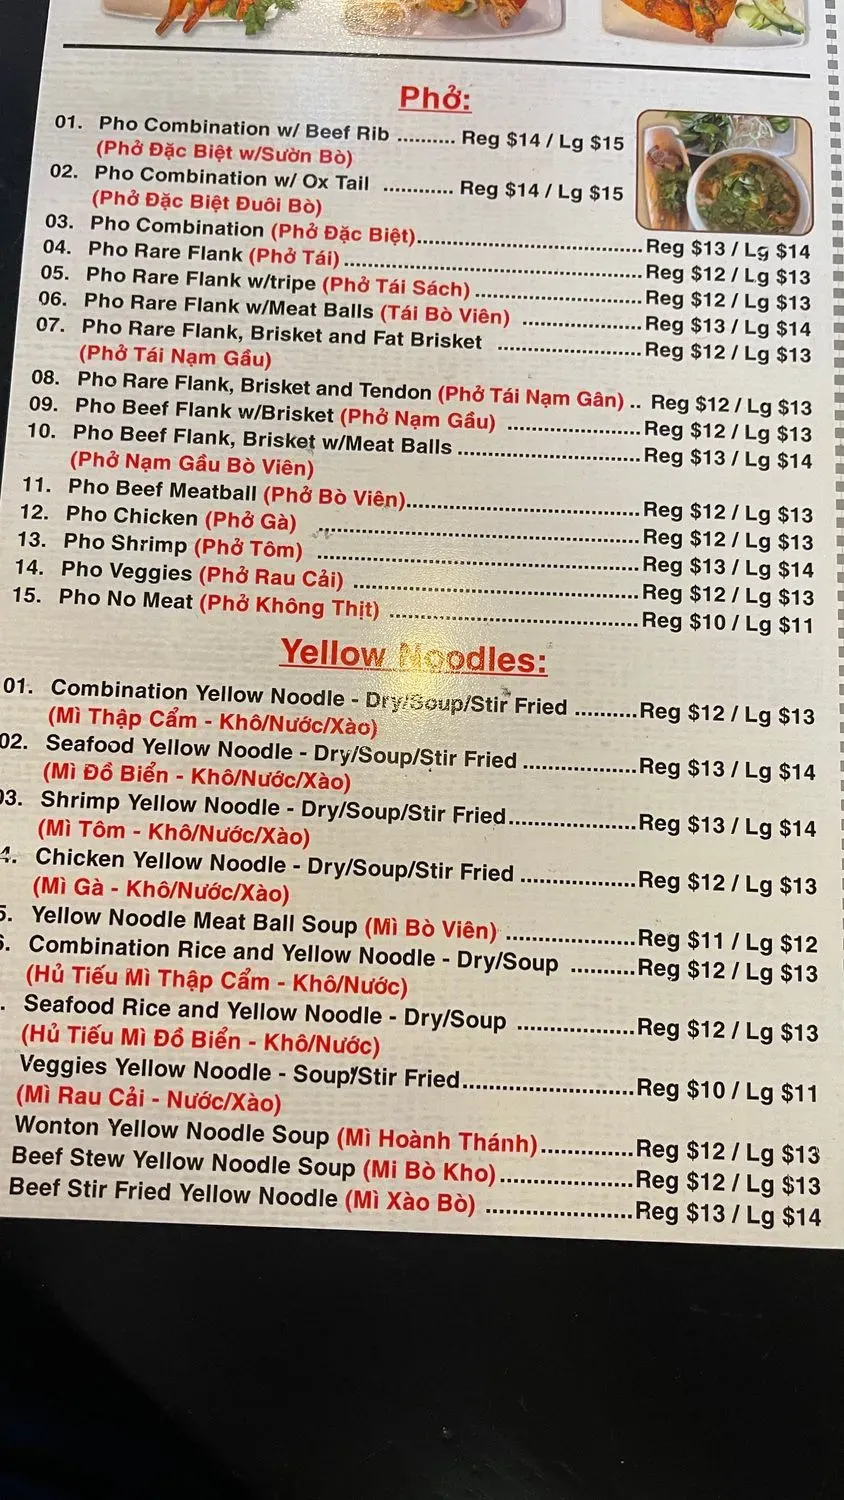 Phở:
01. Pho Combination w/ Beef Rib .......... Reg $14 / Lg $15
(Phở Đặc Biệt w/Sườn Bò)
02. Pho Combination w/ Ox Tail ............ Reg $14 / Lg $15
(Phở Đặc Biệt Đuôi Bò)
03. Pho Combination (Phở Đặc Biệt)....................................... Reg $13 / Lg $14
04. Pho Rare Flank (Phở Tái) ................................................... Reg $12 / Lg $13
05. Pho Rare Flank w/tripe (Phở Tái Sách) ............................. Reg $12 / Lg $13
06. Pho Rare Flank w/Meat Balls (Tái Bò Viên) .................... Reg $13 / Lg $14
07. Pho Rare Flank, Brisket and Fat Brisket ........................ Reg $12 / Lg $13
(Phở Tái Nạm Gầu)
08. Pho Rare Flank, Brisket and Tendon (Phở Tái Nạm Gân) .. Reg $12 / Lg $13
09. Pho Beef Flank w/Brisket (Phở Nạm Gầu) ...................... Reg $12 / Lg $13
10. Pho Beef Flank, Brisket w/Meat Balls .............................. Reg $13 / Lg $14
(Phở Nạm Gầu Bò Viên)
11. Pho Beef Meatball (Phở Bò Viên)....................................... Reg $12 / Lg $13
12. Pho Chicken (Phở Gà) ...................................................... Reg $12 / Lg $13
13. Pho Shrimp (Phở Tôm) ...................................................... Reg $13 / Lg $14
14. Pho Veggies (Phở Rau Cải) ................................................ Reg $12 / Lg $13
15. Pho No Meat (Phở Không Thịt) .......................................... Reg $10 / Lg $11
Yellow Noodles:
01. Combination Yellow Noodle - Dry/Soup/Stir Fried ..........Reg $12 / Lg $13
(Mì Thập Cẩm - Khô/Nước/Xào)
02. Seafood Yellow Noodle - Dry/Soup/Stir Fried ...................Reg $13 / Lg $14
(Mì Đồ Biển - Khô/Nước/Xào)
03. Shrimp Yellow Noodle - Dry/Soup/Stir Fried.....................Reg $13 / Lg $14
(Mì Tôm - Khô/Nước/Xào)
4. Chicken Yellow Noodle - Dry/Soup/Stir Fried ...................Reg $12 / Lg $13
(Mì Gà - Khô/Nước/Xào)
5. Yellow Noodle Meat Ball Soup (Mì Bò Viên) .....................Reg $11 / Lg $12
. Combination Rice and Yellow Noodle - Dry/Soup ..........Reg $12 / Lg $13
(Hủ Tiếu Mì Thập Cẩm - Khô/Nước)
. Seafood Rice and Yellow Noodle - Dry/Soup ...................Reg $12 / Lg $13
(Hủ Tiếu Mì Đồ Biển - Khô/Nước)
Veggies Yellow Noodle - Soup/Stir Fried............................Reg $10 / Lg $11
(Mì Rau Cải - Nước/Xào)
Wonton Yellow Noodle Soup (Mì Hoành Thánh)...............Reg $12 / Lg $13
Beef Stew Yellow Noodle Soup (Mi Bò Kho)......................Reg $12 / Lg $13
Beef Stir Fried Yellow Noodle (Mì Xào Bò) ........................Reg $13 / Lg $14